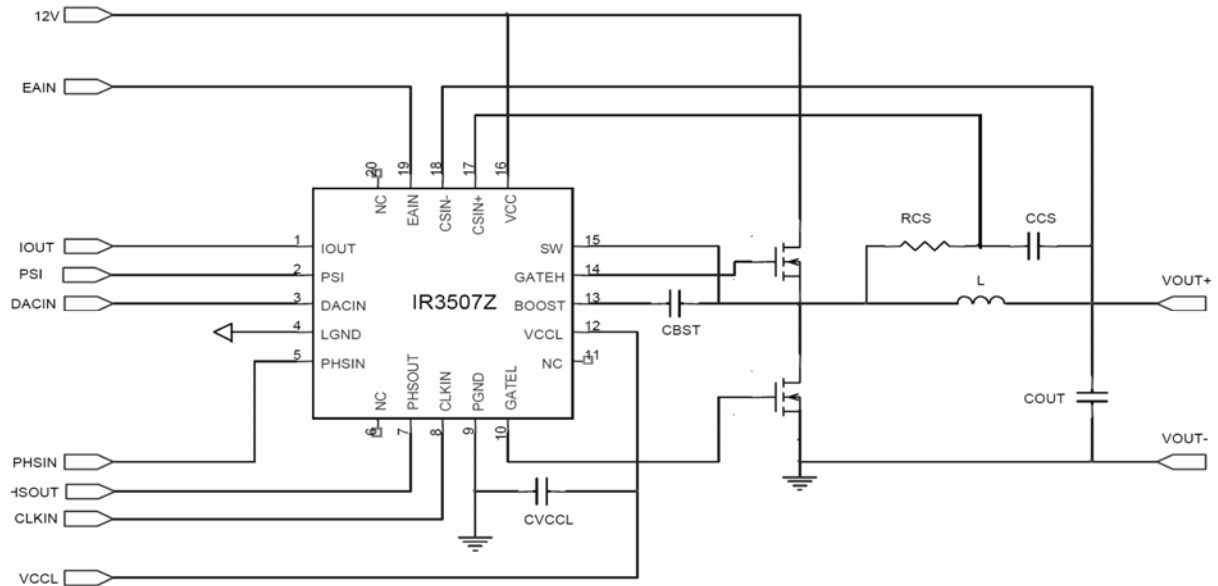 12V
EAIN
20
19
18
17
16
NC
EAIN
CSIN-
CSIN+
VCC
RCS
CCS
IOUT
1
IOUT
SW
15
PSI
2
PSI
GATEH
14
L
VOUT+
DACIN
3
DACIN
IR3507Z
BOOST
13
CBST
4
LGND
VCCL
12
5
PHSIN
NC
11
NC
PHSOUT
CLKIN
PGND
GATEL
COUT
6
7
8
9
10
VOUT-
PHSIN
HSOUT
CVCCL
CLKIN
VCCL